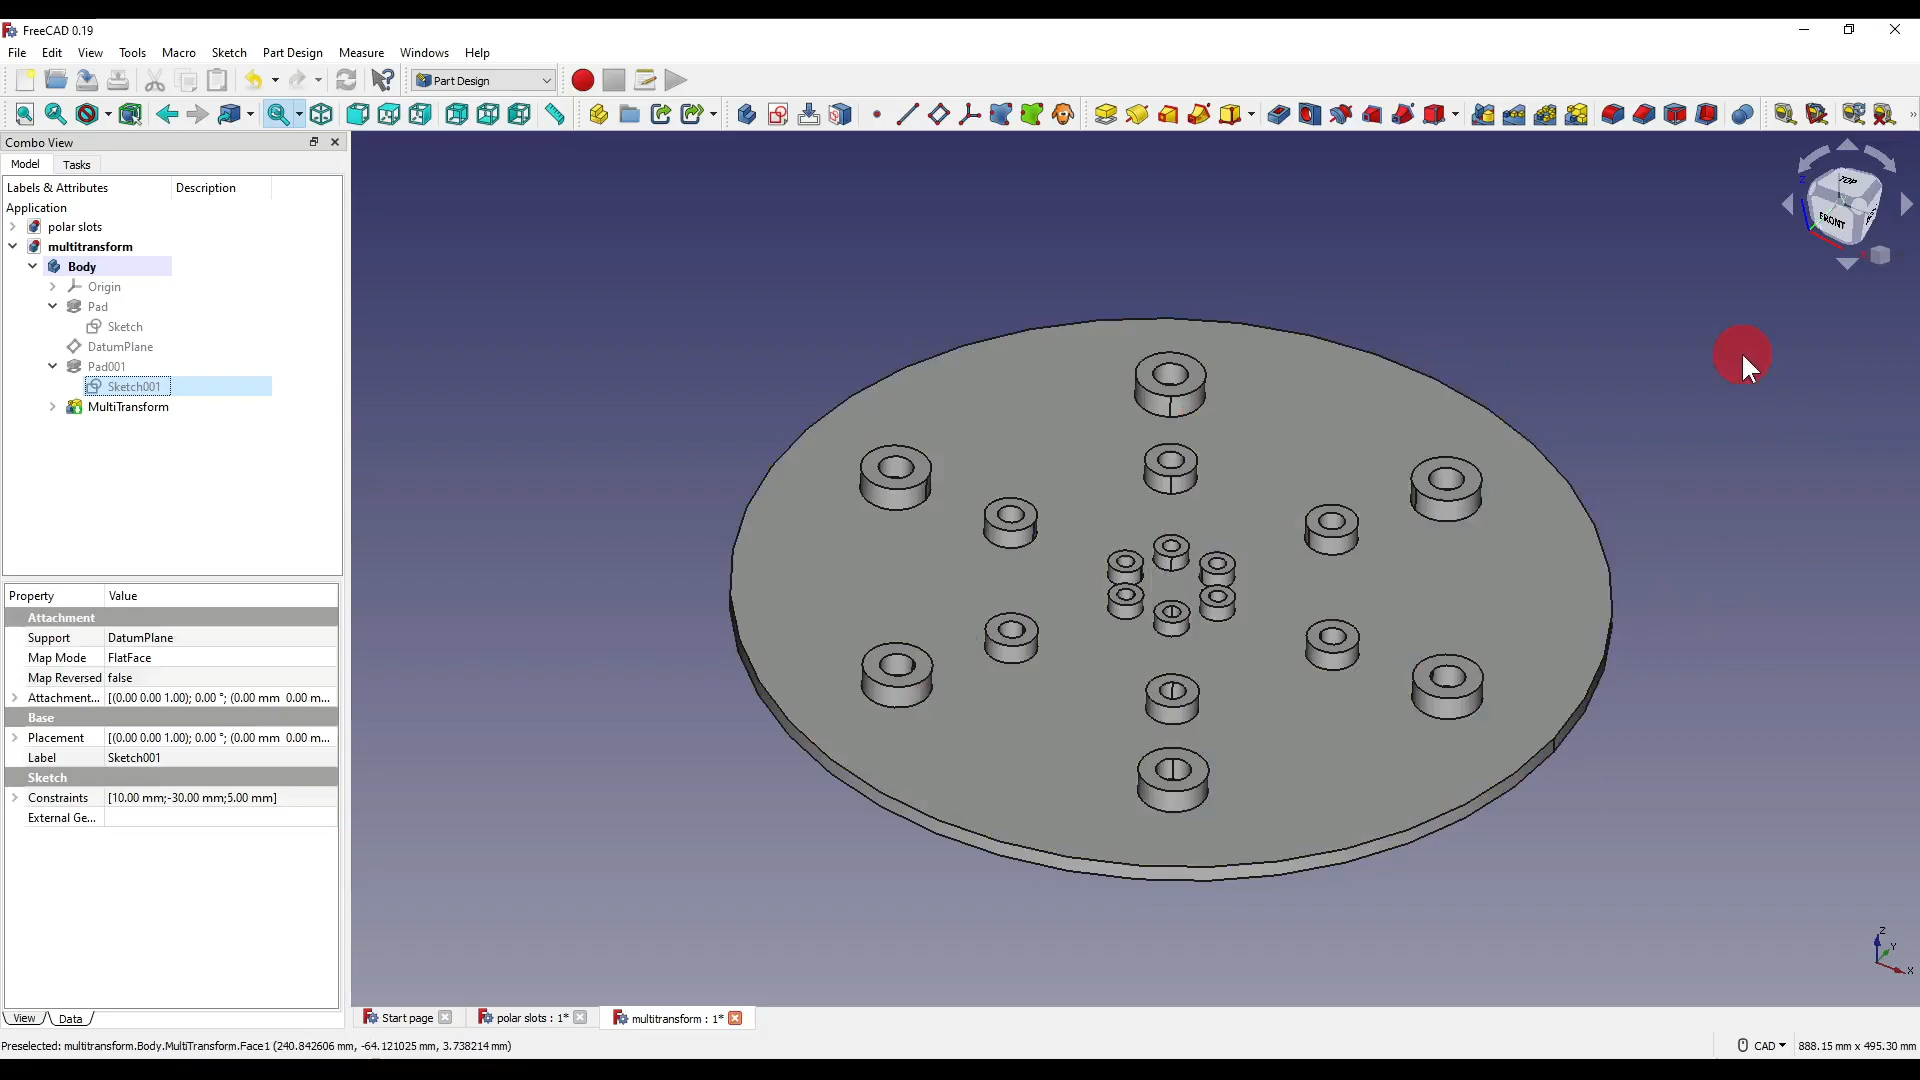 FreeCAD 0.19
File Edit View Tools Macro Sketch Part Design Measure Windows Help
Part Design
Combo View
Model Tasks
Labels & Attributes Description
Application
polar slots
multitransform
Body
Origin
Pad
Sketch
DatumPlane
Pad001
Sketch001
MultiTransform
Property Value
Attachment
Support DatumPlane
Map Mode FlatFace
Map Reversed false
Attachment... [(0.00 0.00 1.00); 0.00 °; (0.00 mm 0.00 m...
Base
Placement [(0.00 0.00 1.00); 0.00 °; (0.00 mm 0.00 m...
Label Sketch001
Sketch
Constraints [10.00 mm;-30.00 mm;5.00 mm]
External Ge...
View Data
TOP
FRONT
Z
Z
Y
X
Start page polar slots : 1* multitransform : 1*
Preselected: multitransform.Body.MultiTransform.Face1 (240.842606 mm, -64.121025 mm, 3.738214 mm)
CAD 888.15 mm x 495.30 mm